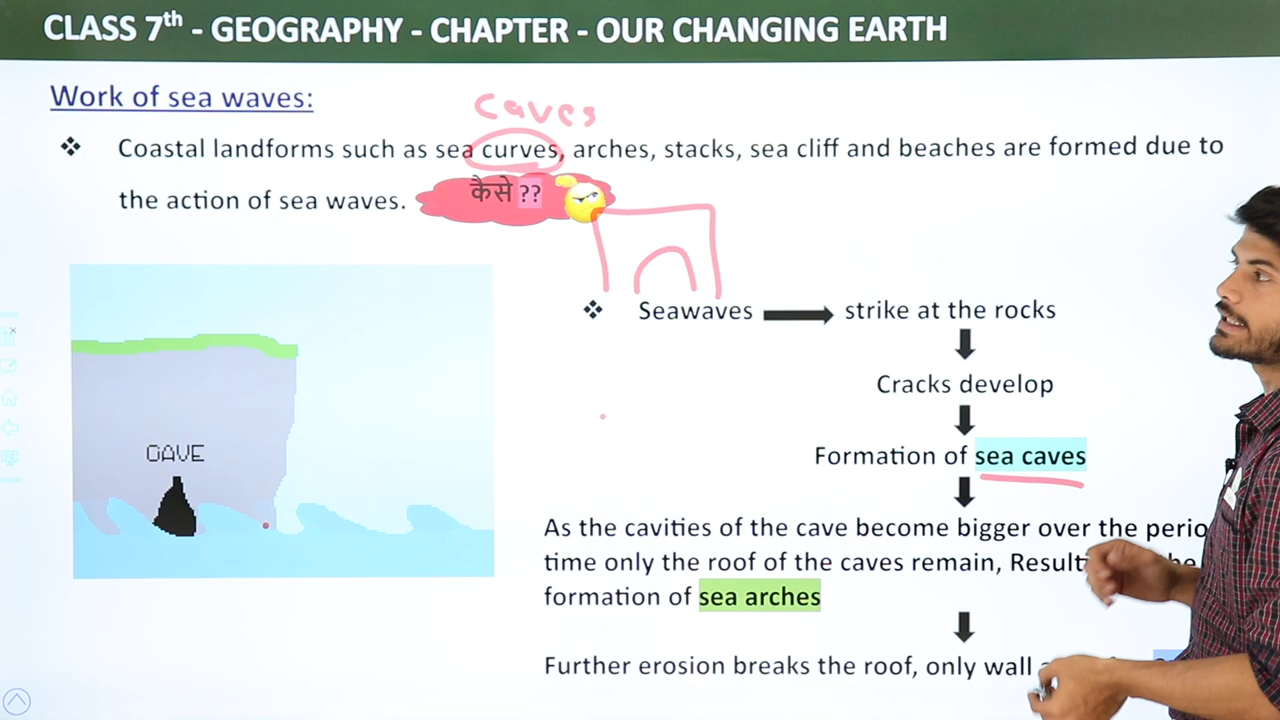 CLASS 7th - GEOGRAPHY - CHAPTER - OUR CHANGING EARTH
Work of sea waves:
caves
Coastal landforms such as sea curves, arches, stacks, sea cliff and beaches are formed due to
the action of sea waves.
कैसे ??
Seawaves
strike at the rocks
Cracks develop
CAVE
Formation of sea caves
As the cavities of the cave become bigger over the
time only the roof of the caves remain,
formation of sea arches
Further erosion breaks the roof, only wall